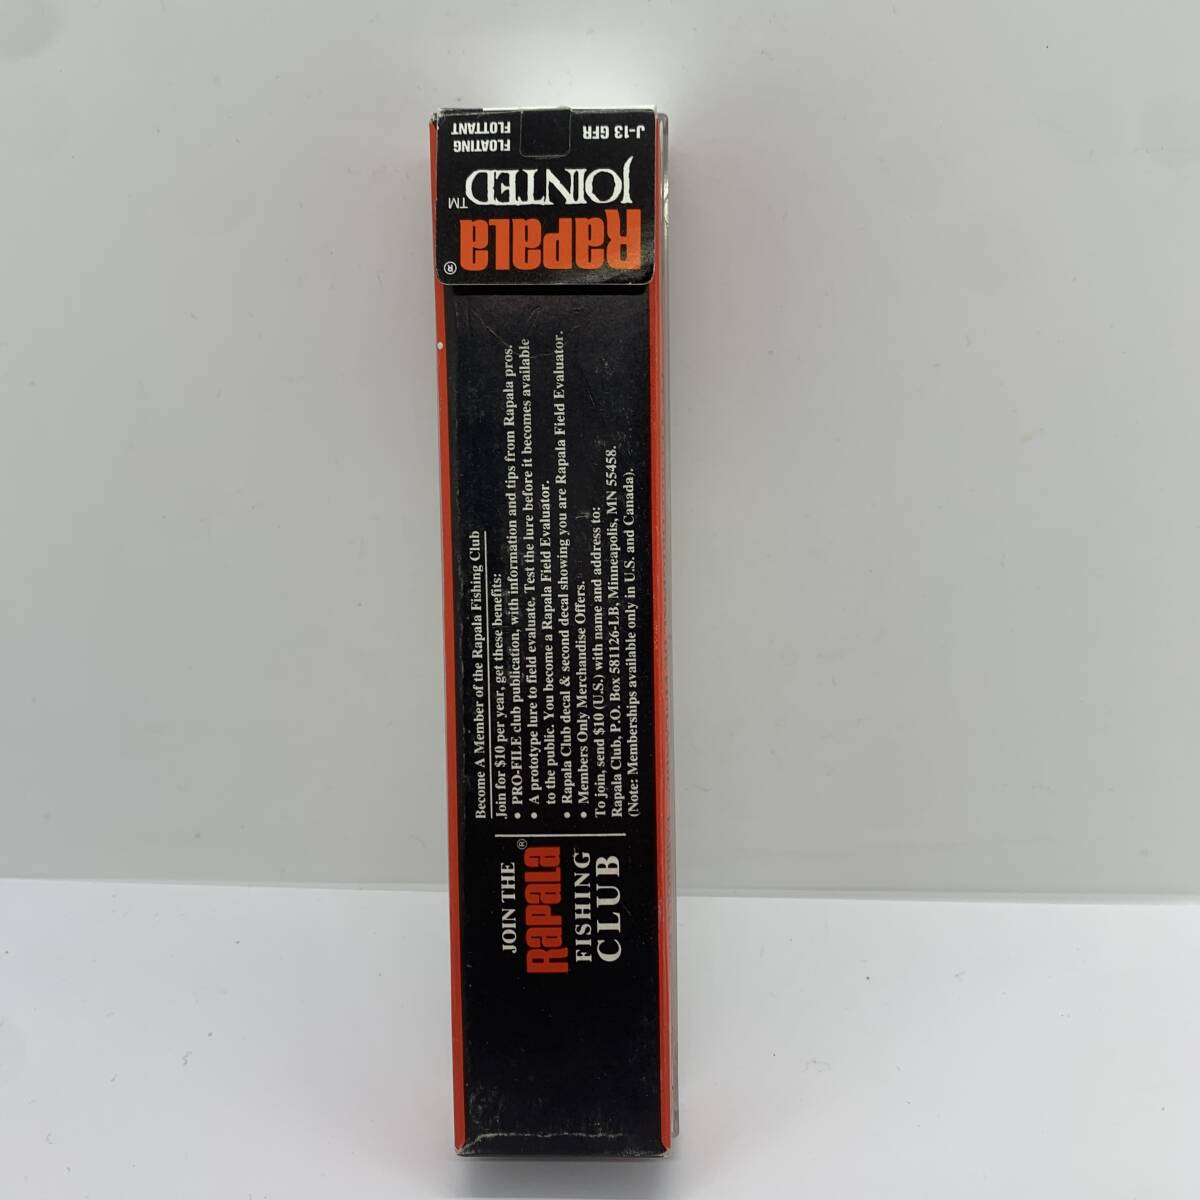 J-13 GFR
FLOATING
FLOTTANT
JOINTED™
Rapala®
JOIN THE
Rapala®
FISHING
CLUB
Become A Member of the Rapala Fishing Club
Join for $10 per year, get these benefits:
• PRO-FILE club publication, with information and tips from Rapala pros.
• A prototype lure to field evaluate. Test the lure before it becomes available
to the public. You become a Rapala Field Evaluator.
• Rapala Club decal & second decal showing you are Rapala Field Evaluator.
• Members Only Merchandise Offers.
To join, send $10 (U.S.) with name and address to:
Rapala Club, P.O. Box 581126-LB, Minneapolis, MN 55458.
(Note: Memberships available only in U.S. and Canada).